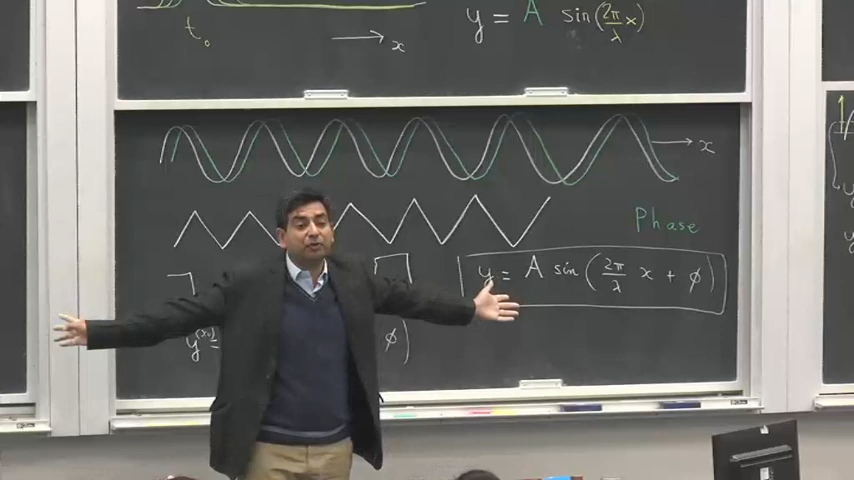 t₀
x
y = A sin(2π/λ x)
x
Phase
y = A sin(2π/λ x + φ)
y
φ)